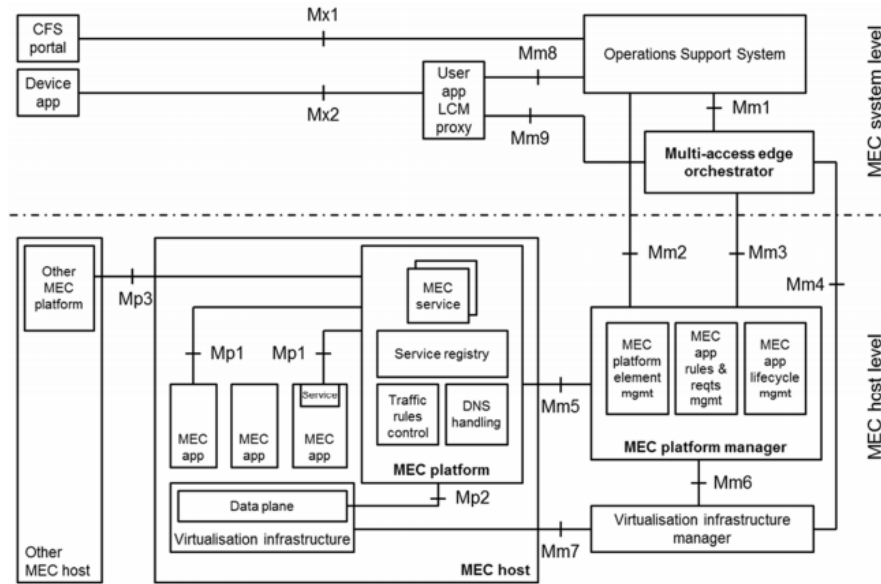 CFS
portal
Mx1
Operations Support System
Device
app
Mx2
User
app
LCM
proxy
Mm8
Mm9
Mm1
Multi-access edge
orchestrator
MEC system level
Other
MEC
platform
Mp3
MEC
service
Mm2
Mm3
Mm4
Mp1
Mp1
Service registry
MEC
platform
element
mgmt
MEC
app
rules &
reqts
mgmt
MEC
app
lifecycle
mgmt
MEC
app
MEC
app
Service
MEC
app
Traffic
rules
control
DNS
handling
Mm5
MEC platform
MEC platform manager
MEC host level
Mp2
Mm6
Data plane
Virtualisation infrastructure
Mm7
Virtualisation infrastructure
manager
Other
MEC host
MEC host